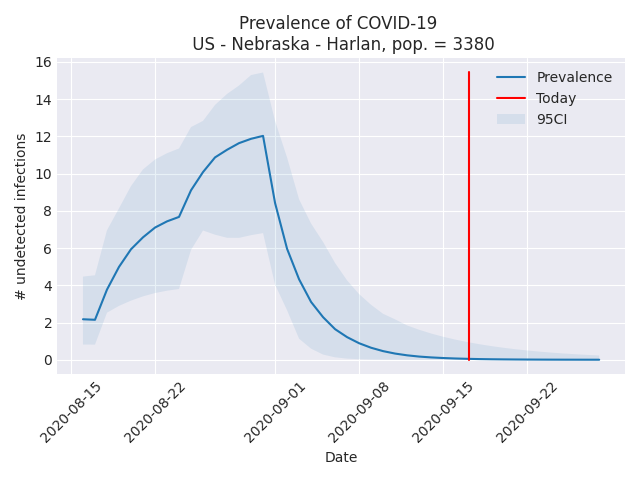 Prevalence of COVID-19
US - Nebraska - Harlan, pop. = 3380
Prevalence
Today
95CI
# undetected infections
16
14
12
10
8
6
4
2
0
2020-08-15
2020-08-22
2020-09-01
2020-09-08
2020-09-15
2020-09-22
Date